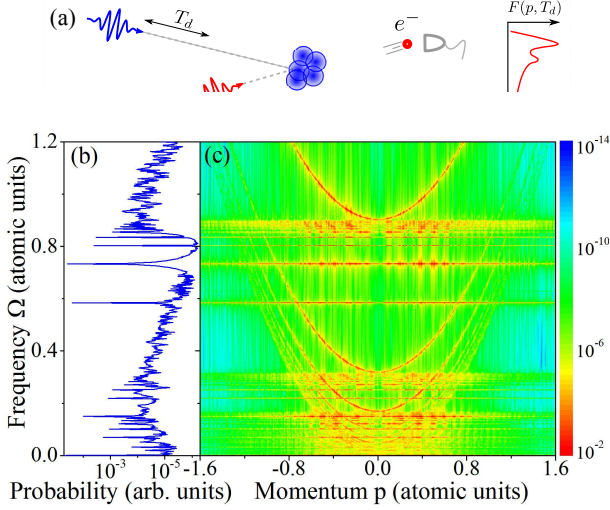 (a)
T_d
e^-
F(p, T_d)
(b)
(c)
1.2
0.8
0.4
0.0
Frequency Ω (atomic units)
10^-3
10^-5
-1.6
-0.8
0.0
0.8
1.6
Probability (arb. units)
Momentum p (atomic units)
10^-14
10^-10
10^-6
10^-2